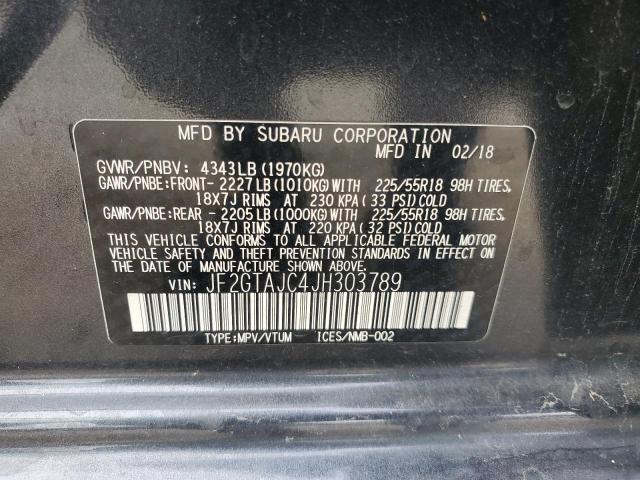 MFD BY SUBARU CORPORATION
MFD IN 02/18
GVWR/PNBV: 4343LB (1970KG)
GAWR/PNBE:FRONT- 2227LB (1010KG) WITH 225/55R18 98H TIRES,
18X7J RIMS AT 230 KPA (33 PSI) COLD
GAWR/PNBE:REAR - 2205LB (1000KG) WITH 225/55R18 98H TIRES,
18X7J RIMS AT 220 KPA (32 PSI) COLD
THIS VEHICLE CONFORMS TO ALL APPLICABLE FEDERAL MOTOR
VEHICLE SAFETY AND THEFT PREVENTION STANDARDS IN EFFECT ON
THE DATE OF MANUFACTURE SHOWN ABOVE.
VIN: JF2GTAJC4JH303789
TYPE:MPV/VTUM ICES/NMB-002